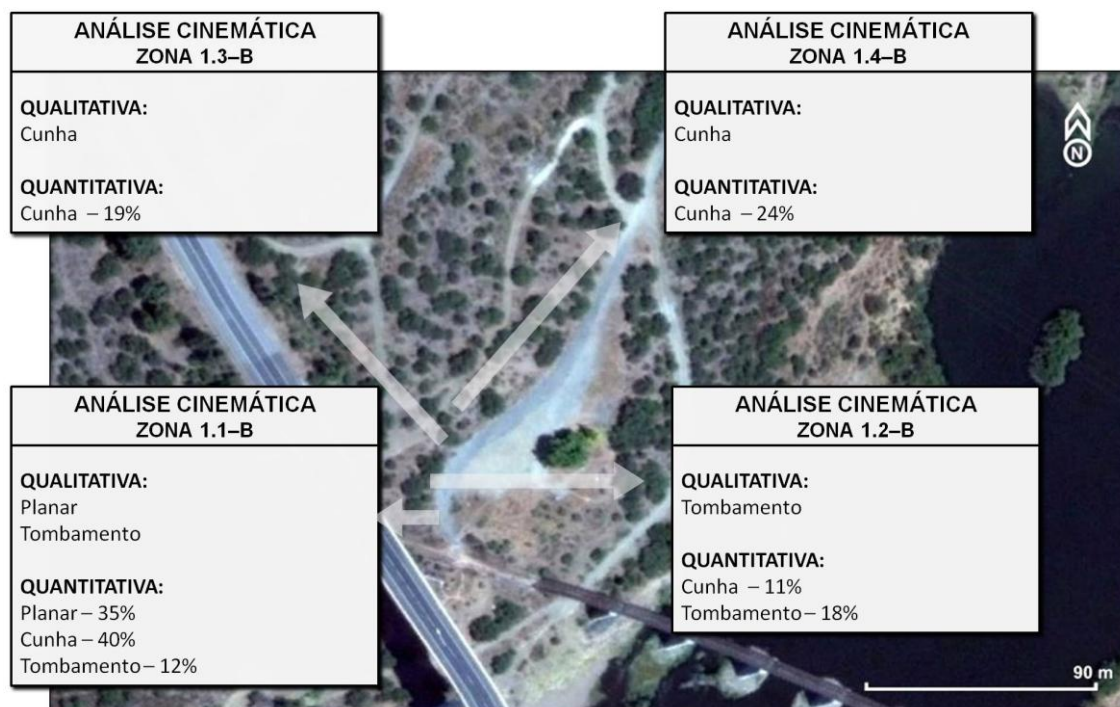 ANÁLISE CINEMÁTICA
ZONA 1.3–B
QUALITATIVA:
Cunha
QUANTITATIVA:
Cunha – 19%
ANÁLISE CINEMÁTICA
ZONA 1.4–B
QUALITATIVA:
Cunha
QUANTITATIVA:
Cunha – 24%
N
ANÁLISE CINEMÁTICA
ZONA 1.1–B
QUALITATIVA:
Planar
Tombamento
QUANTITATIVA:
Planar – 35%
Cunha – 40%
Tombamento – 12%
ANÁLISE CINEMÁTICA
ZONA 1.2–B
QUALITATIVA:
Tombamento
QUANTITATIVA:
Cunha – 11%
Tombamento – 18%
90 m